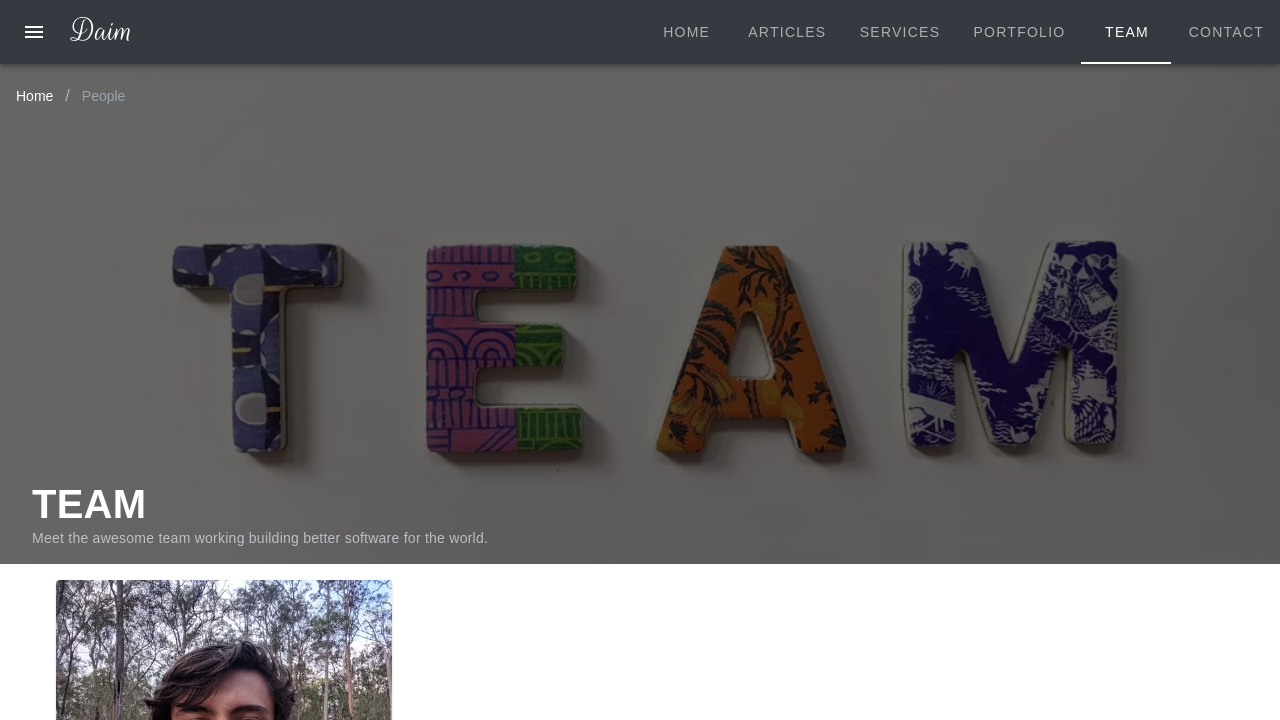 Daim
HOME ARTICLES SERVICES PORTFOLIO TEAM CONTACT
Home / People
TEAM
TEAM
Meet the awesome team working building better software for the world.